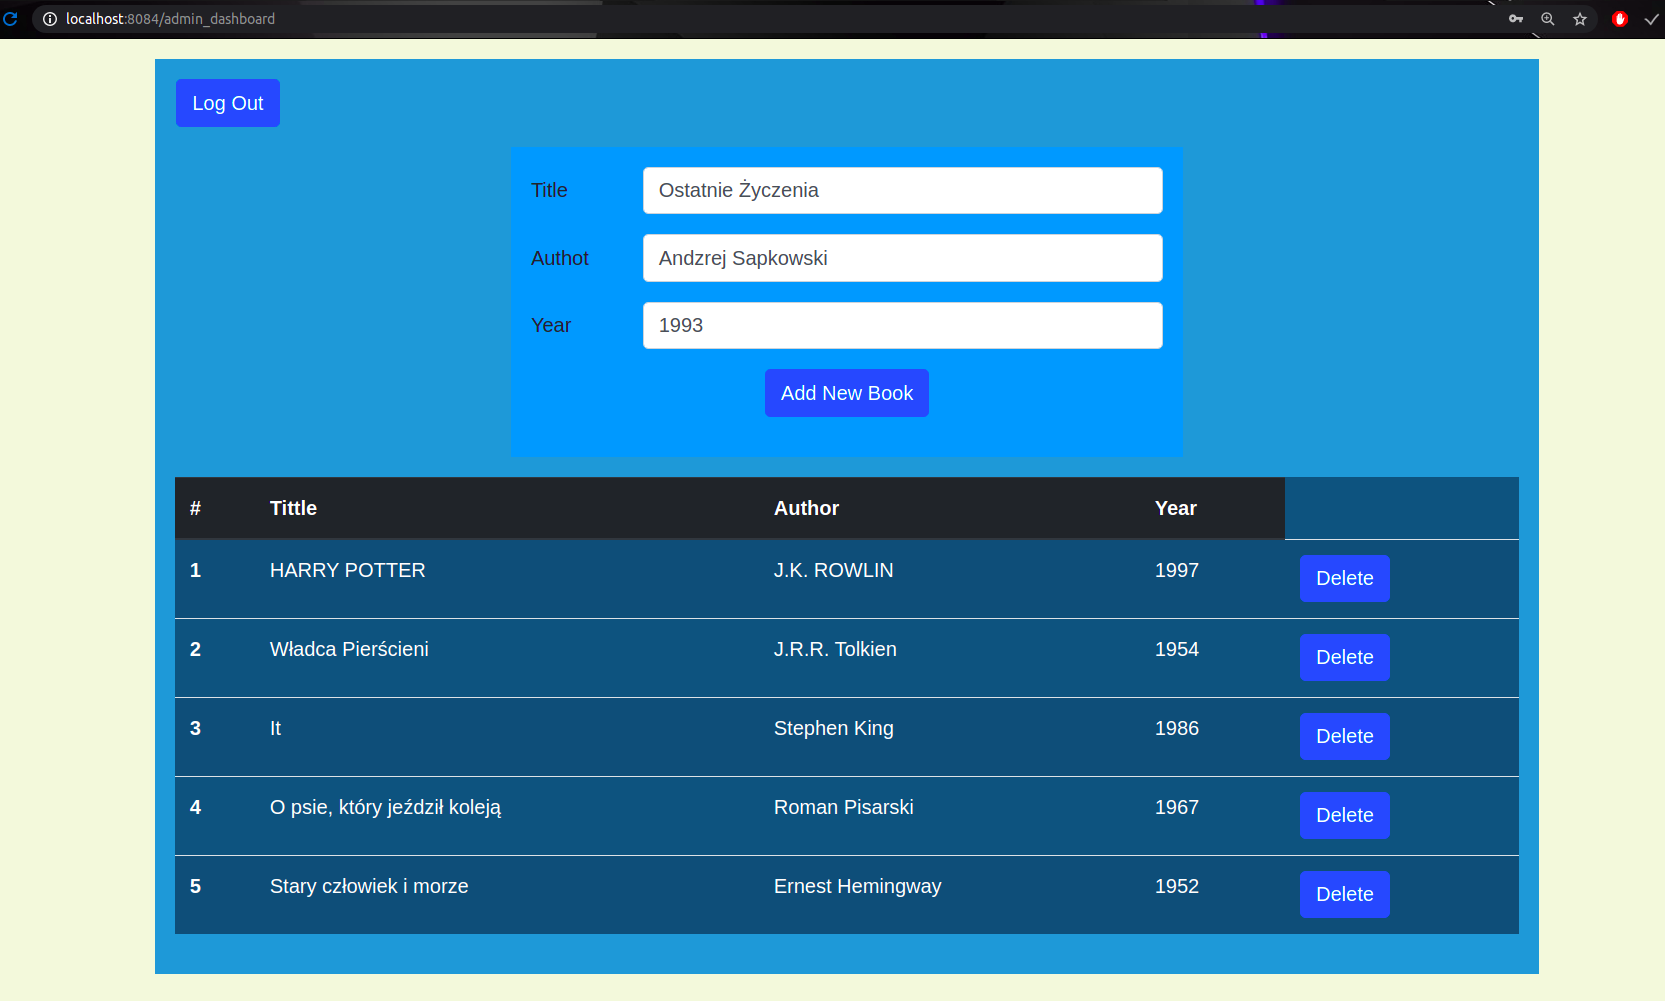 localhost:8084/admin_dashboard
Log Out
Title Ostatnie Życzenia
Authot Andzrej Sapkowski
Year 1993
Add New Book
# Tittle Author Year
1 HARRY POTTER J.K. ROWLIN 1997 Delete
2 Władca Pierścieni J.R.R. Tolkien 1954 Delete
3 It Stephen King 1986 Delete
4 O psie, który jeździł koleją Roman Pisarski 1967 Delete
5 Stary człowiek i morze Ernest Hemingway 1952 Delete